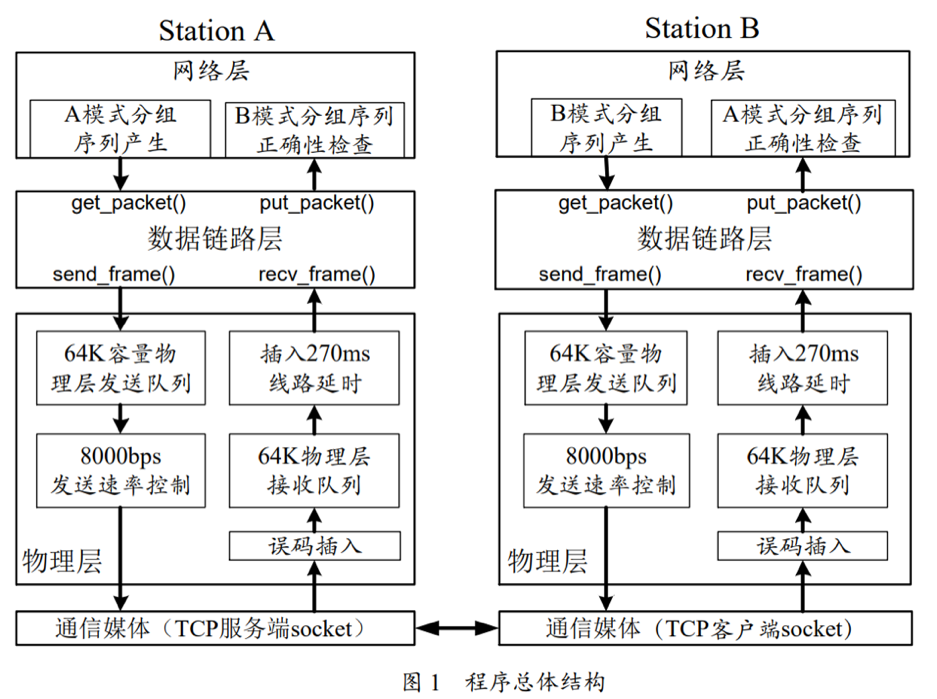 Station A
网络层
A模式分组
序列产生
B模式分组序列
正确性检查
get_packet()
put_packet()
数据链路层
send_frame()
recv_frame()
64K容量物
理层发送队列
插入270ms
线路延时
8000bps
发送速率控制
64K物理层
接收队列
误码插入
物理层
通信媒体（TCP服务端socket）
Station B
网络层
B模式分组
序列产生
A模式分组序列
正确性检查
get_packet()
put_packet()
数据链路层
send_frame()
recv_frame()
64K容量物
理层发送队列
插入270ms
线路延时
8000bps
发送速率控制
64K物理层
接收队列
误码插入
物理层
通信媒体（TCP客户端socket）
图 1 程序总体结构